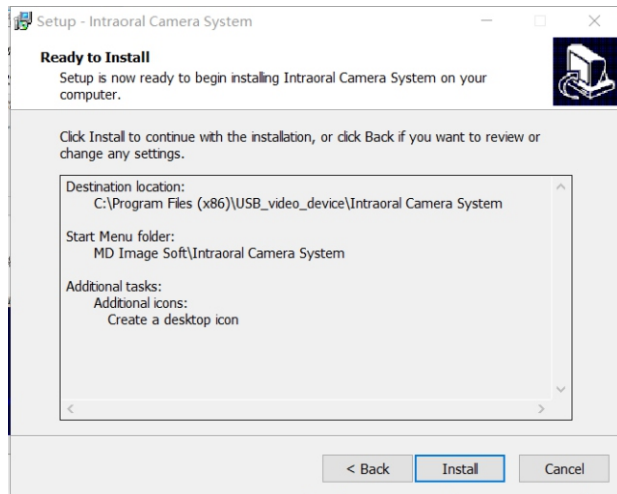 Setup - Intraoral Camera System
Ready to Install
Setup is now ready to begin installing Intraoral Camera System on your
computer.
Click Install to continue with the installation, or click Back if you want to review or
change any settings.
Destination location:
C:\Program Files (x86)\USB_video_device\Intraoral Camera System
Start Menu folder:
MD Image Soft\Intraoral Camera System
Additional tasks:
Additional icons:
Create a desktop icon
< Back
Install
Cancel